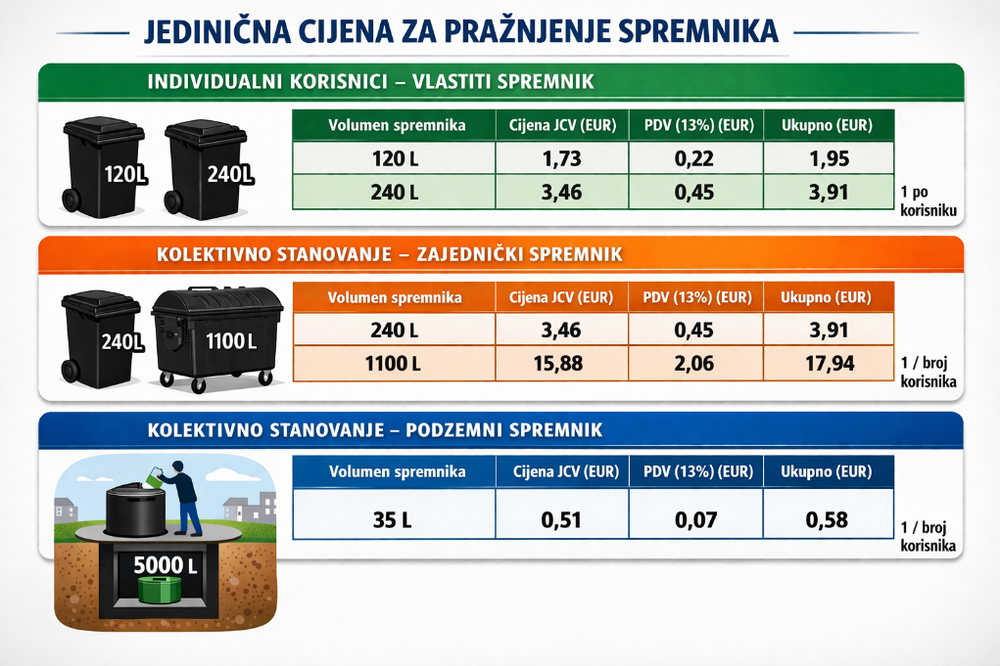 JEDINIČNA CIJENA ZA PRAŽNJENJE SPREMNIKA
INDIVIDUALNI KORISNICI – VLASTITI SPREMNIK
120L
240L
Volumen spremnika Cijena JCV (EUR) PDV (13%) (EUR) Ukupno (EUR)
120 L 1,73 0,22 1,95
240 L 3,46 0,45 3,91
1 po
korisniku
KOLEKTIVNO STANOVANJE – ZAJEDNIČKI SPREMNIK
240L
1100 L
Volumen spremnika Cijena JCV (EUR) PDV (13%) (EUR) Ukupno (EUR)
240 L 3,46 0,45 3,91
1100 L 15,88 2,06 17,94
1 / broj
korisnika
KOLEKTIVNO STANOVANJE – PODZEMNI SPREMNIK
5000 L
Volumen spremnika Cijena JCV (EUR) PDV (13%) (EUR) Ukupno (EUR)
35 L 0,51 0,07 0,58
1 / broj
korisnika